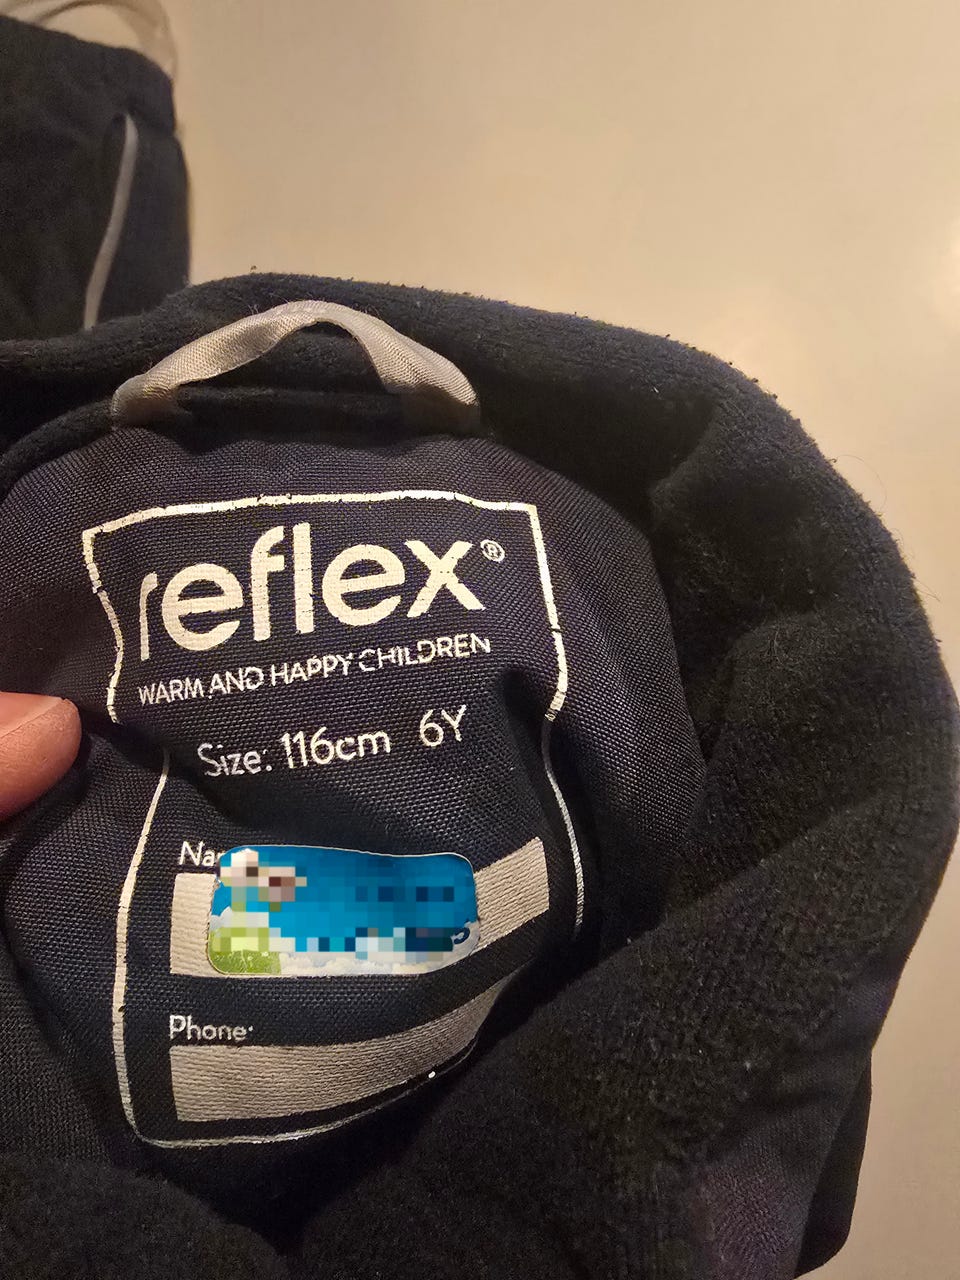 reflex®
WARM AND HAPPY CHILDREN
Size: 116cm 6Y
Phone: